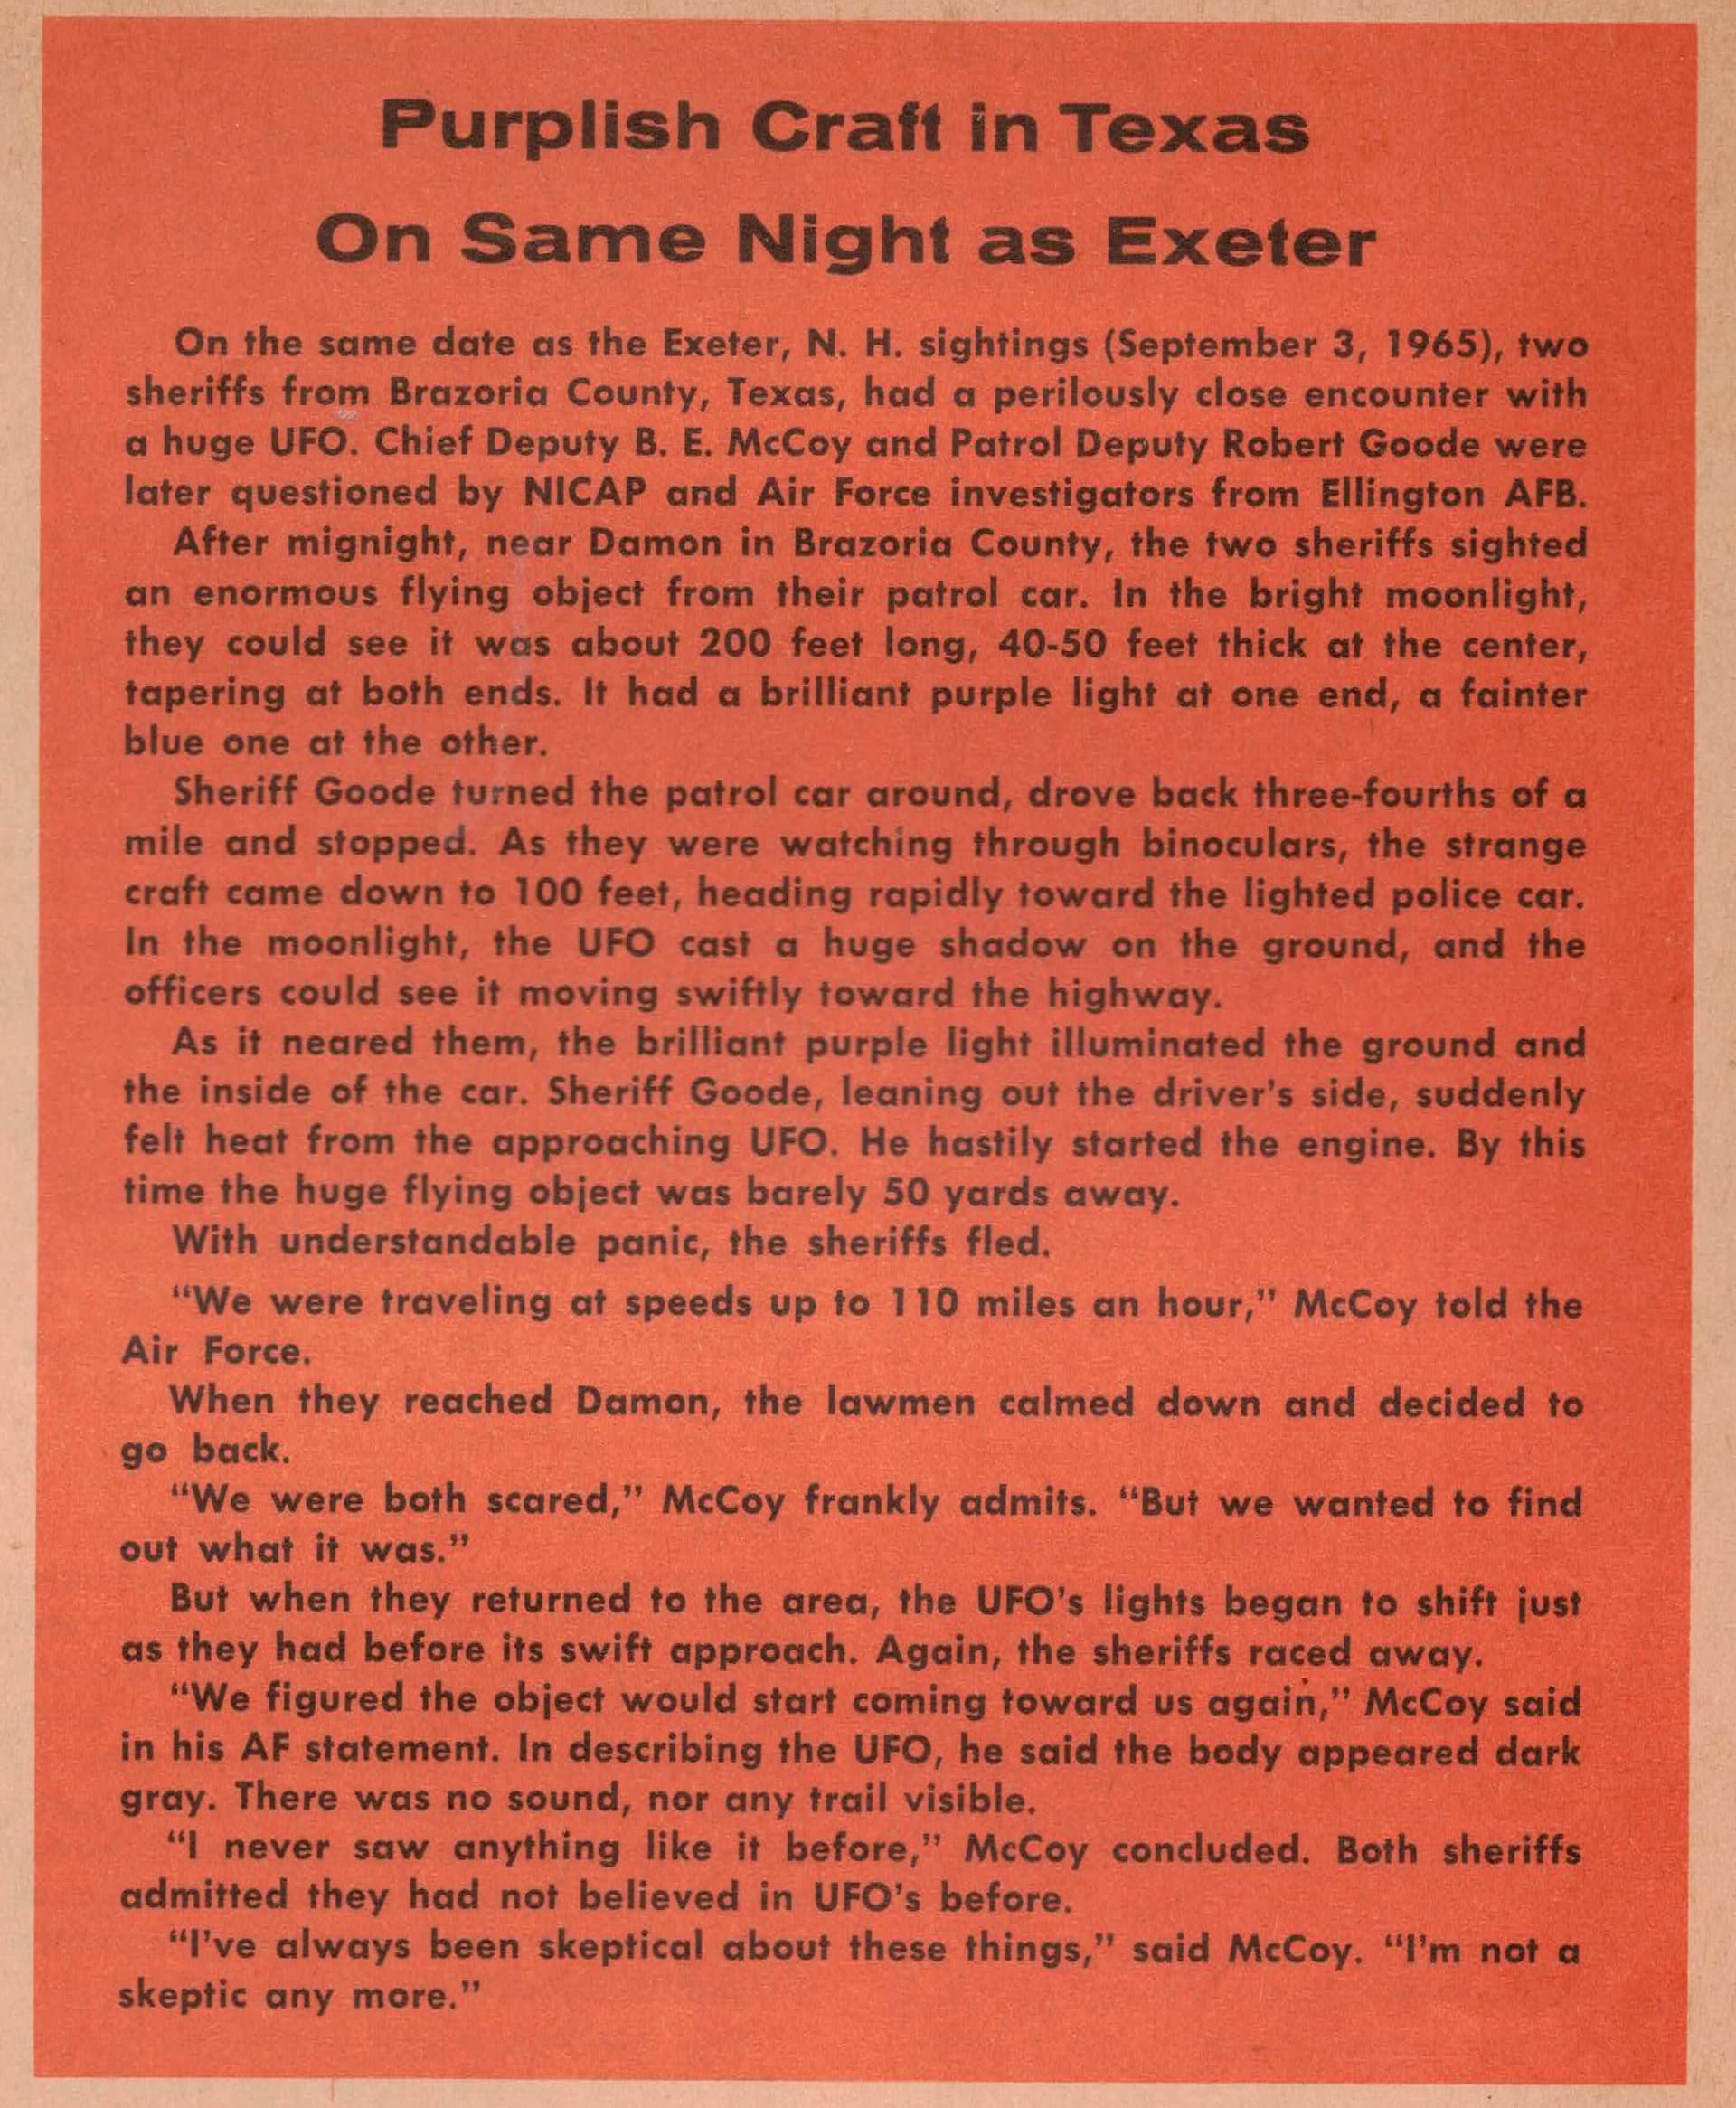 Purplish Craft in Texas
On Same Night as Exeter
On the same date as the Exeter, N. H. sightings (September 3, 1965), two
sheriffs from Brazoria County, Texas, had a perilously close encounter with
a huge UFO. Chief Deputy B. E. McCoy and Patrol Deputy Robert Goode were
later questioned by NICAP and Air Force investigators from Ellington AFB.
After mignight, near Damon in Brazoria County, the two sheriffs sighted
an enormous flying object from their patrol car. In the bright moonlight,
they could see it was about 200 feet long, 40-50 feet thick at the center,
tapering at both ends. It had a brilliant purple light at one end, a fainter
blue one at the other.
Sheriff Goode turned the patrol car around, drove back three-fourths of a
mile and stopped. As they were watching through binoculars, the strange
craft came down to 100 feet, heading rapidly toward the lighted police car.
In the moonlight, the UFO cast a huge shadow on the ground, and the
officers could see it moving swiftly toward the highway.
As it neared them, the brilliant purple light illuminated the ground and
the inside of the car. Sheriff Goode, leaning out the driver's side, suddenly
felt heat from the approaching UFO. He hastily started the engine. By this
time the huge flying object was barely 50 yards away.
With understandable panic, the sheriffs fled.
“We were traveling at speeds up to 110 miles an hour,” McCoy told the
Air Force.
When they reached Damon, the lawmen calmed down and decided to
go back.
“We were both scared,” McCoy frankly admits. “But we wanted to find
out what it was.”
But when they returned to the area, the UFO's lights began to shift just
as they had before its swift approach. Again, the sheriffs raced away.
“We figured the object would start coming toward us again,” McCoy said
in his AF statement. In describing the UFO, he said the body appeared dark
gray. There was no sound, nor any trail visible.
“I never saw anything like it before,” McCoy concluded. Both sheriffs
admitted they had not believed in UFO's before.
“I've always been skeptical about these things,” said McCoy. “I'm not a
skeptic any more.”